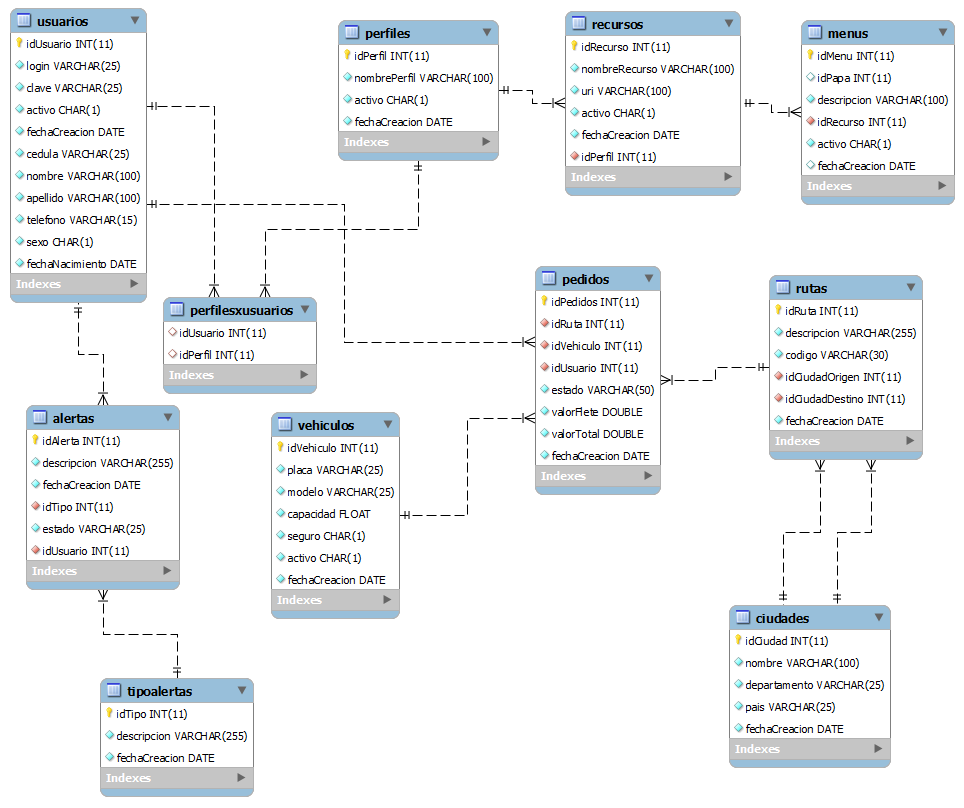 usuarios
idUsuario INT(11)
login VARCHAR(25)
clave VARCHAR(25)
activo CHAR(1)
fechaCreacion DATE
cedula VARCHAR(25)
nombre VARCHAR(100)
apellido VARCHAR(100)
telefono VARCHAR(15)
sexo CHAR(1)
fechaNacimiento DATE
Indexes
perfiles
idPerfil INT(11)
nombrePerfil VARCHAR(100)
activo CHAR(1)
fechaCreacion DATE
Indexes
recursos
idRecurso INT(11)
nombreRecurso VARCHAR(100)
uri VARCHAR(100)
activo CHAR(1)
fechaCreacion DATE
idPerfil INT(11)
Indexes
menus
idMenu INT(11)
idPapa INT(11)
descripcion VARCHAR(100)
idRecurso INT(11)
activo CHAR(1)
fechaCreacion DATE
Indexes
perfilesxusuarios
idUsuario INT(11)
idPerfil INT(11)
Indexes
pedidos
idPedidos INT(11)
idRuta INT(11)
idVehiculo INT(11)
idUsuario INT(11)
estado VARCHAR(50)
valorFlete DOUBLE
valorTotal DOUBLE
fechaCreacion DATE
Indexes
rutas
idRuta INT(11)
descripcion VARCHAR(255)
codigo VARCHAR(30)
idCiudadOrigen INT(11)
idCiudadDestino INT(11)
fechaCreacion DATE
Indexes
alertas
idAlerta INT(11)
descripcion VARCHAR(255)
fechaCreacion DATE
idTipo INT(11)
estado VARCHAR(25)
idUsuario INT(11)
Indexes
vehiculos
idVehiculo INT(11)
placa VARCHAR(25)
modelo VARCHAR(25)
capacidad FLOAT
seguro CHAR(1)
activo CHAR(1)
fechaCreacion DATE
Indexes
ciudades
idCiudad INT(11)
nombre VARCHAR(100)
departamento VARCHAR(25)
pais VARCHAR(25)
fechaCreacion DATE
Indexes
tipoalertas
idTipo INT(11)
descripcion VARCHAR(255)
fechaCreacion DATE
Indexes